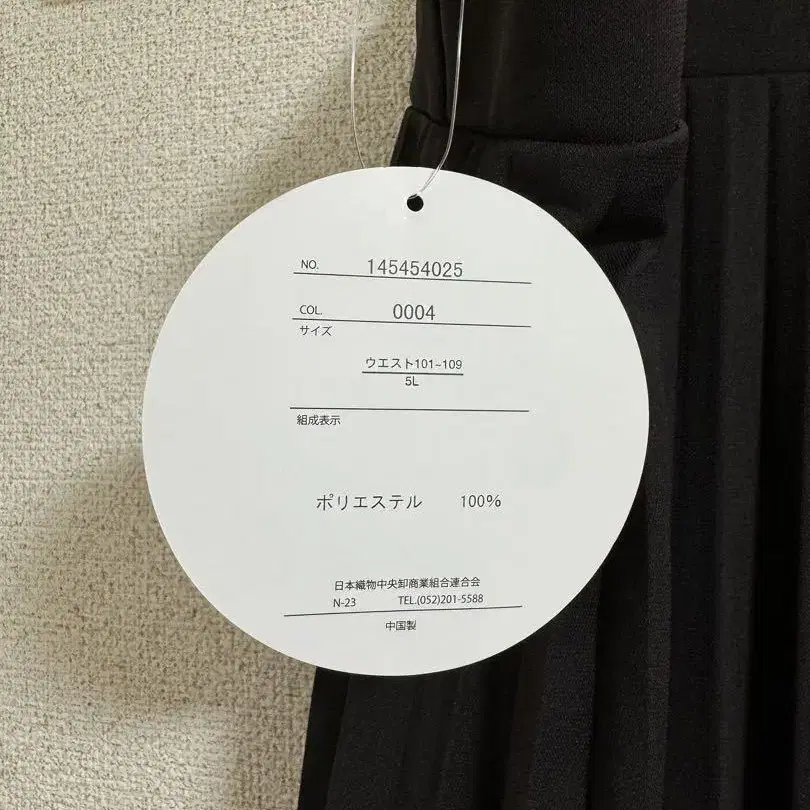 NO. 145454025
COL. 0004
サイズ
ウエスト101~109
5L
組成表示
ポリエステル 100%
日本織物中央卸商業組合連合会
N-23 TEL.(052)201-5588
中国製